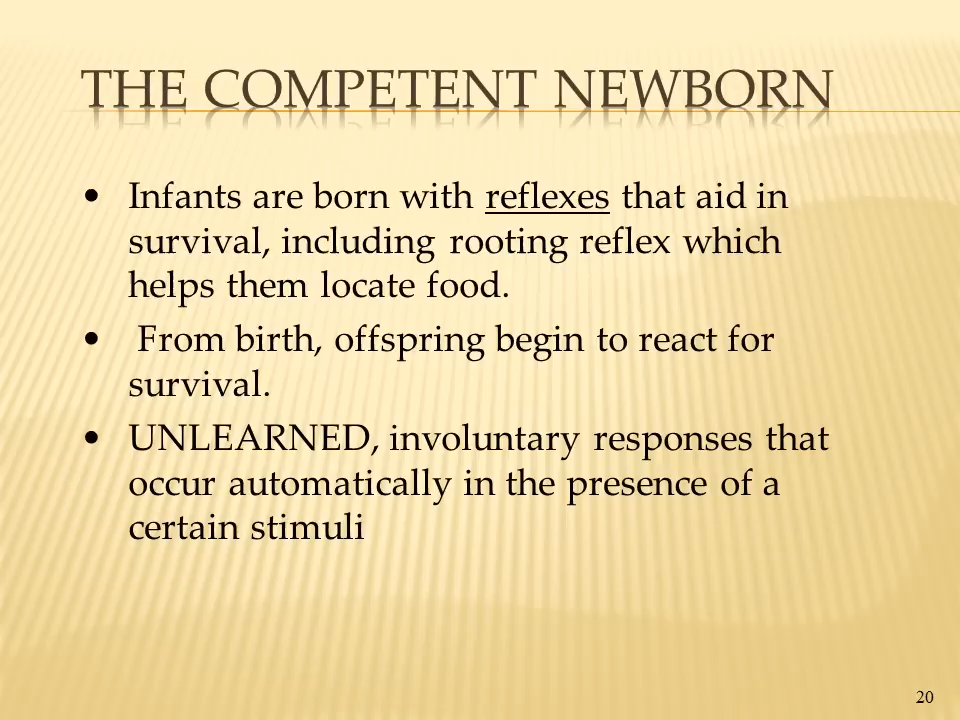 THE COMPETENT NEWBORN
• Infants are born with reflexes that aid in
survival, including rooting reflex which
helps them locate food.
• From birth, offspring begin to react for
survival.
• UNLEARNED, involuntary responses that
occur automatically in the presence of a
certain stimuli
20